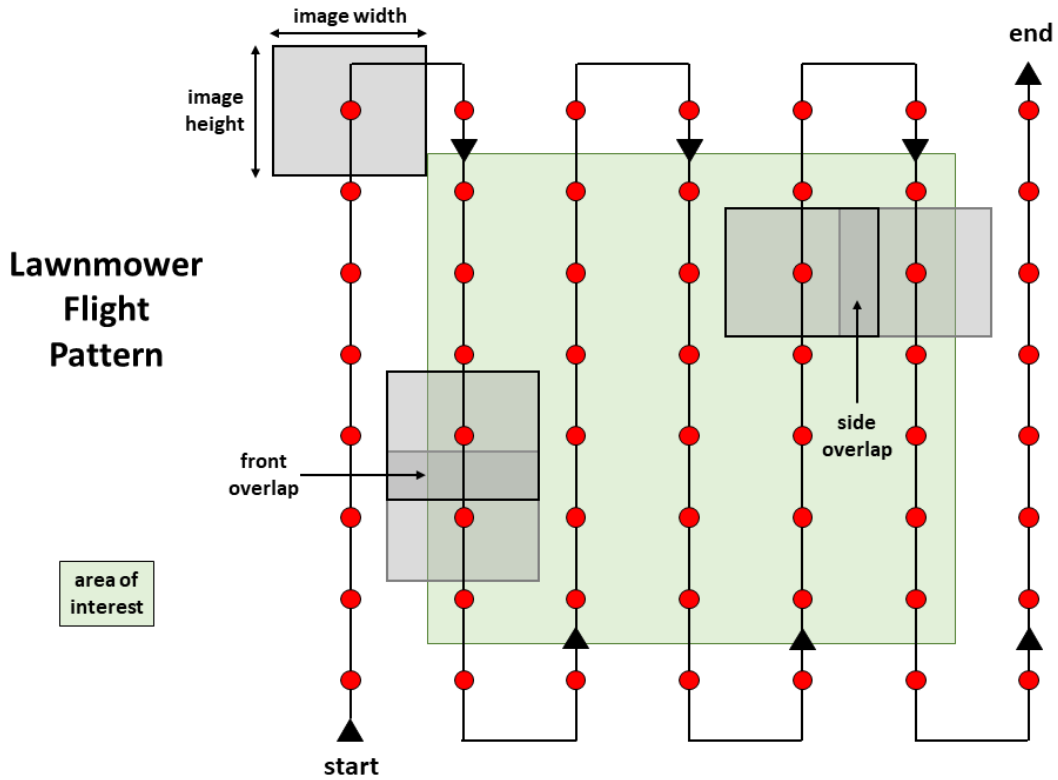 image width
end
image
height
Lawnmower
Flight
Pattern
side
overlap
front
overlap
area of
interest
start